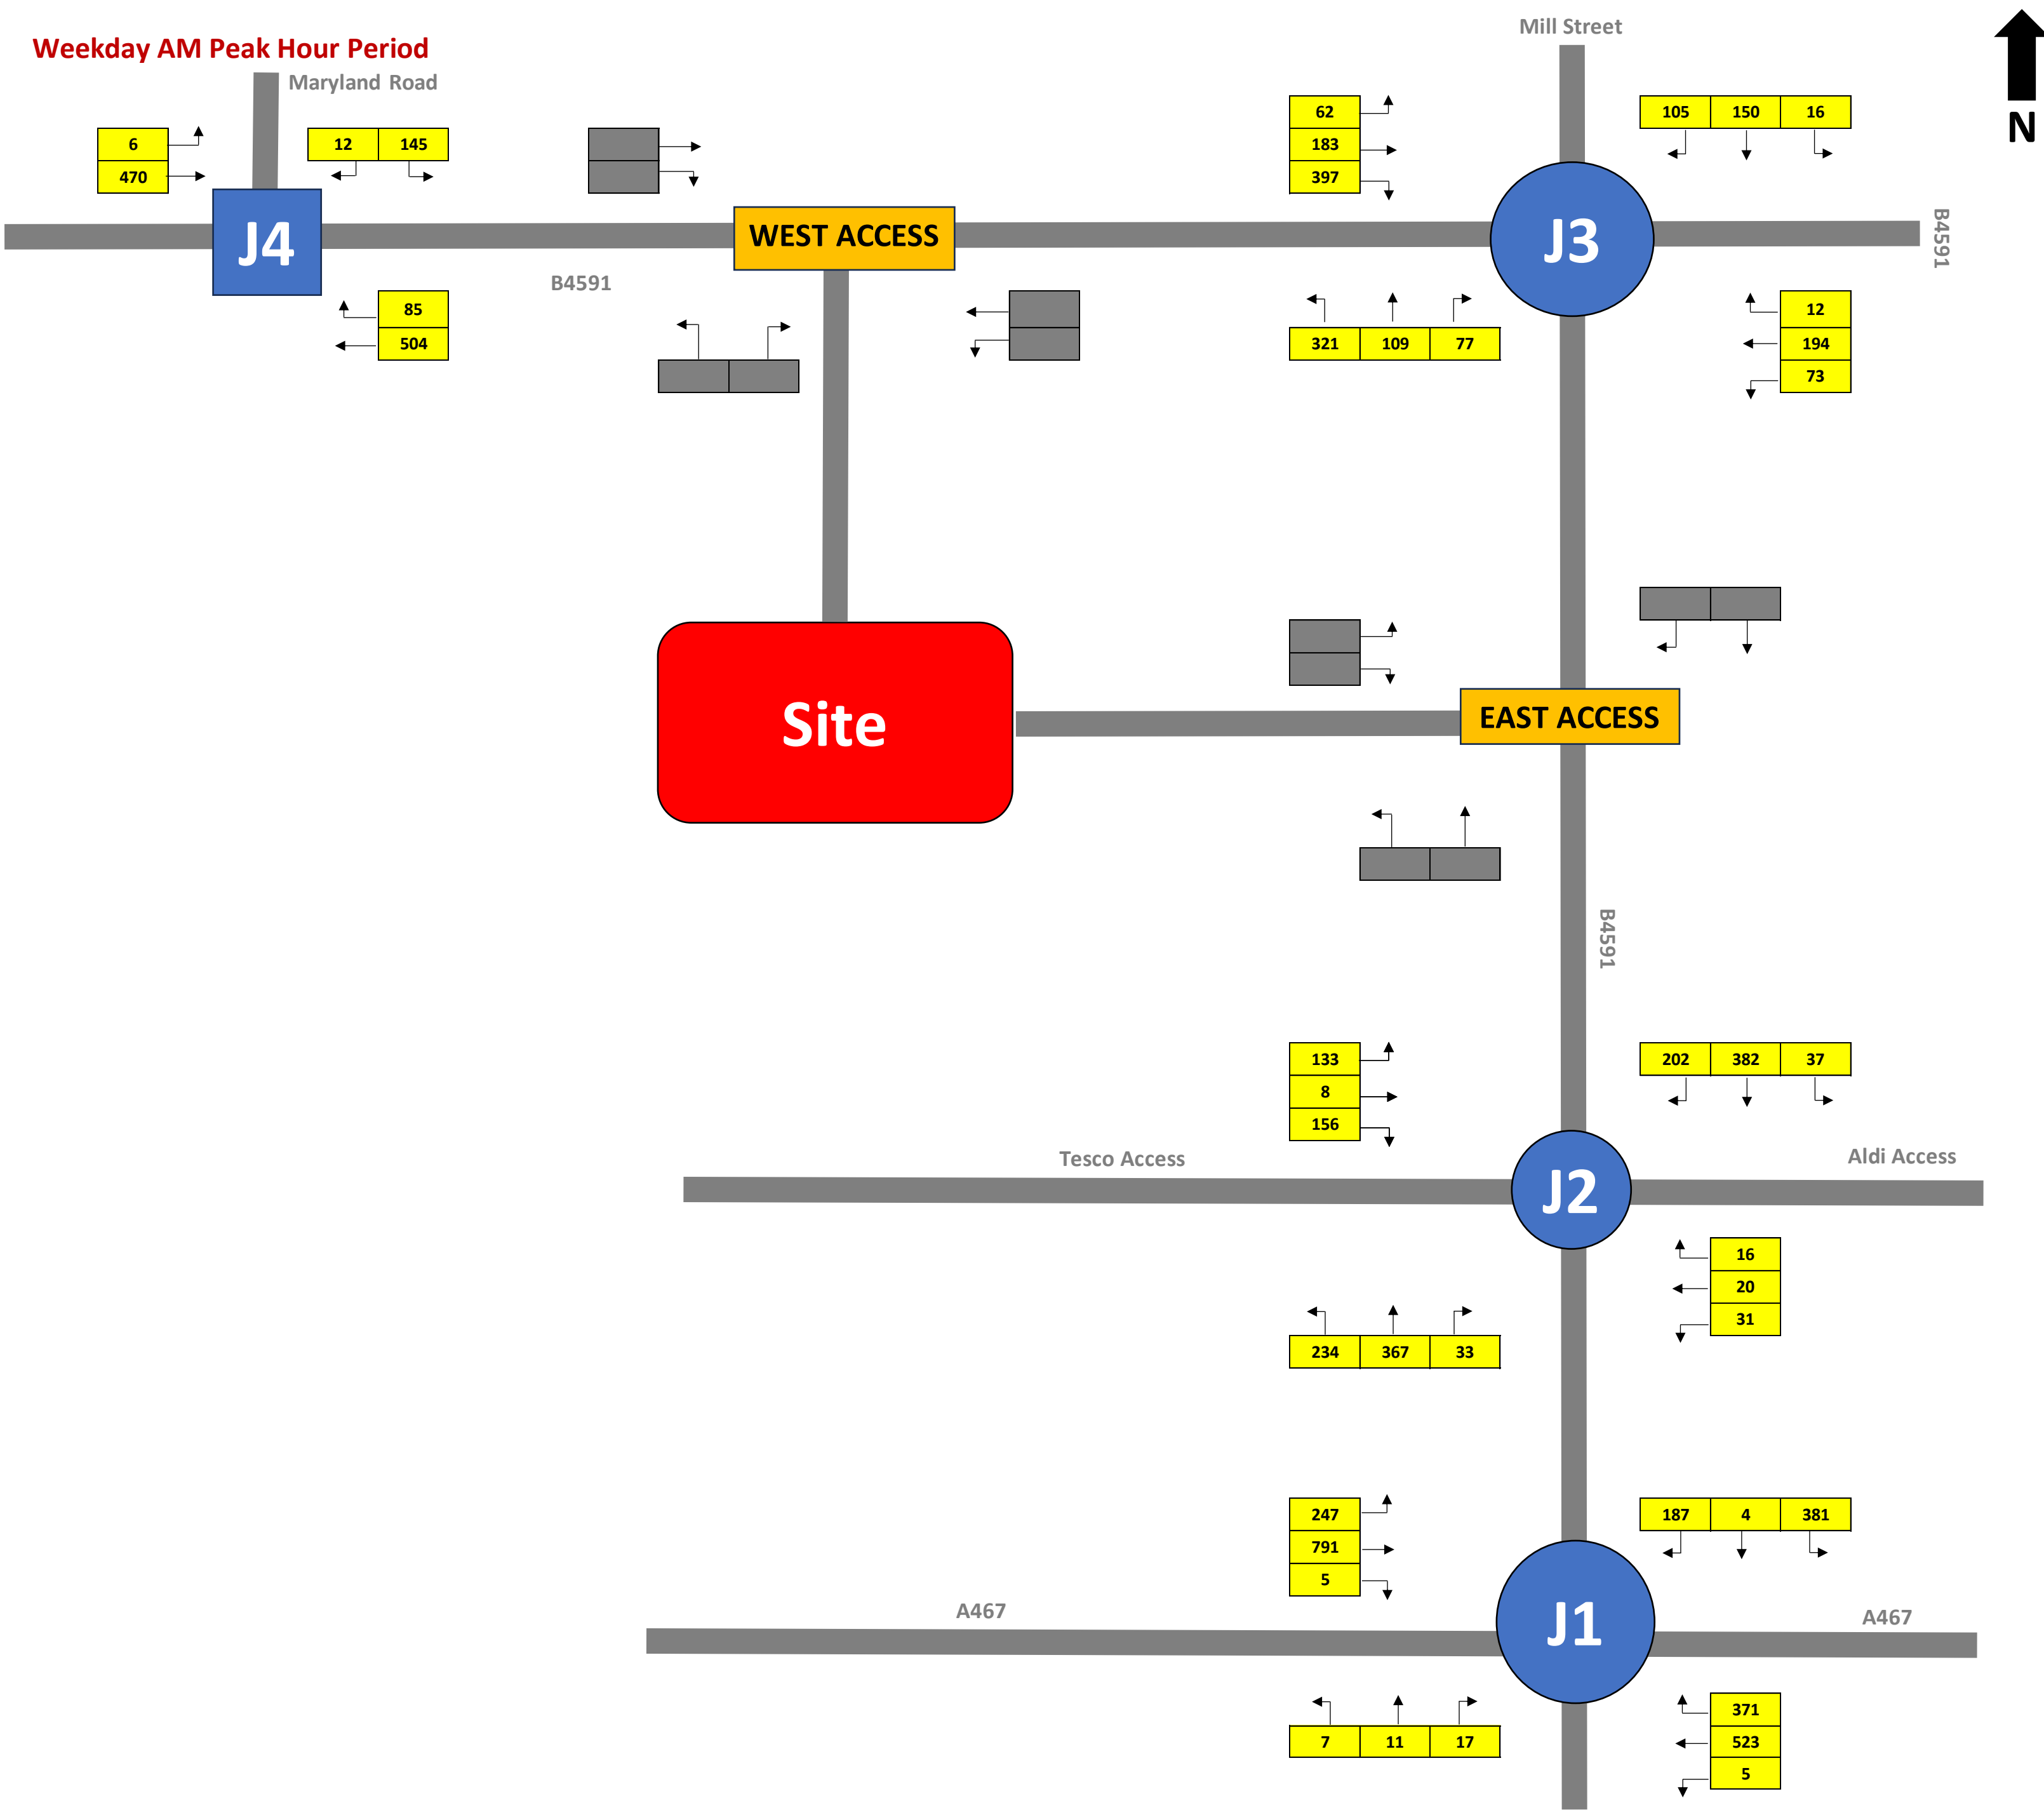 Mill Street
Weekday AM Peak Hour Period
Maryland Road
N
6
470
12 145
62
183
397
105 150 16
J4
WEST ACCESS
J3
B4591
B4591
85
504
321 109 77
12
194
73
Site
EAST ACCESS
B4591
133
8
156
202 382 37
Tesco Access
Aldi Access
J2
16
20
31
234 367 33
247
791
5
187 4 381
A467
J1
A467
7 11 17
371
523
5